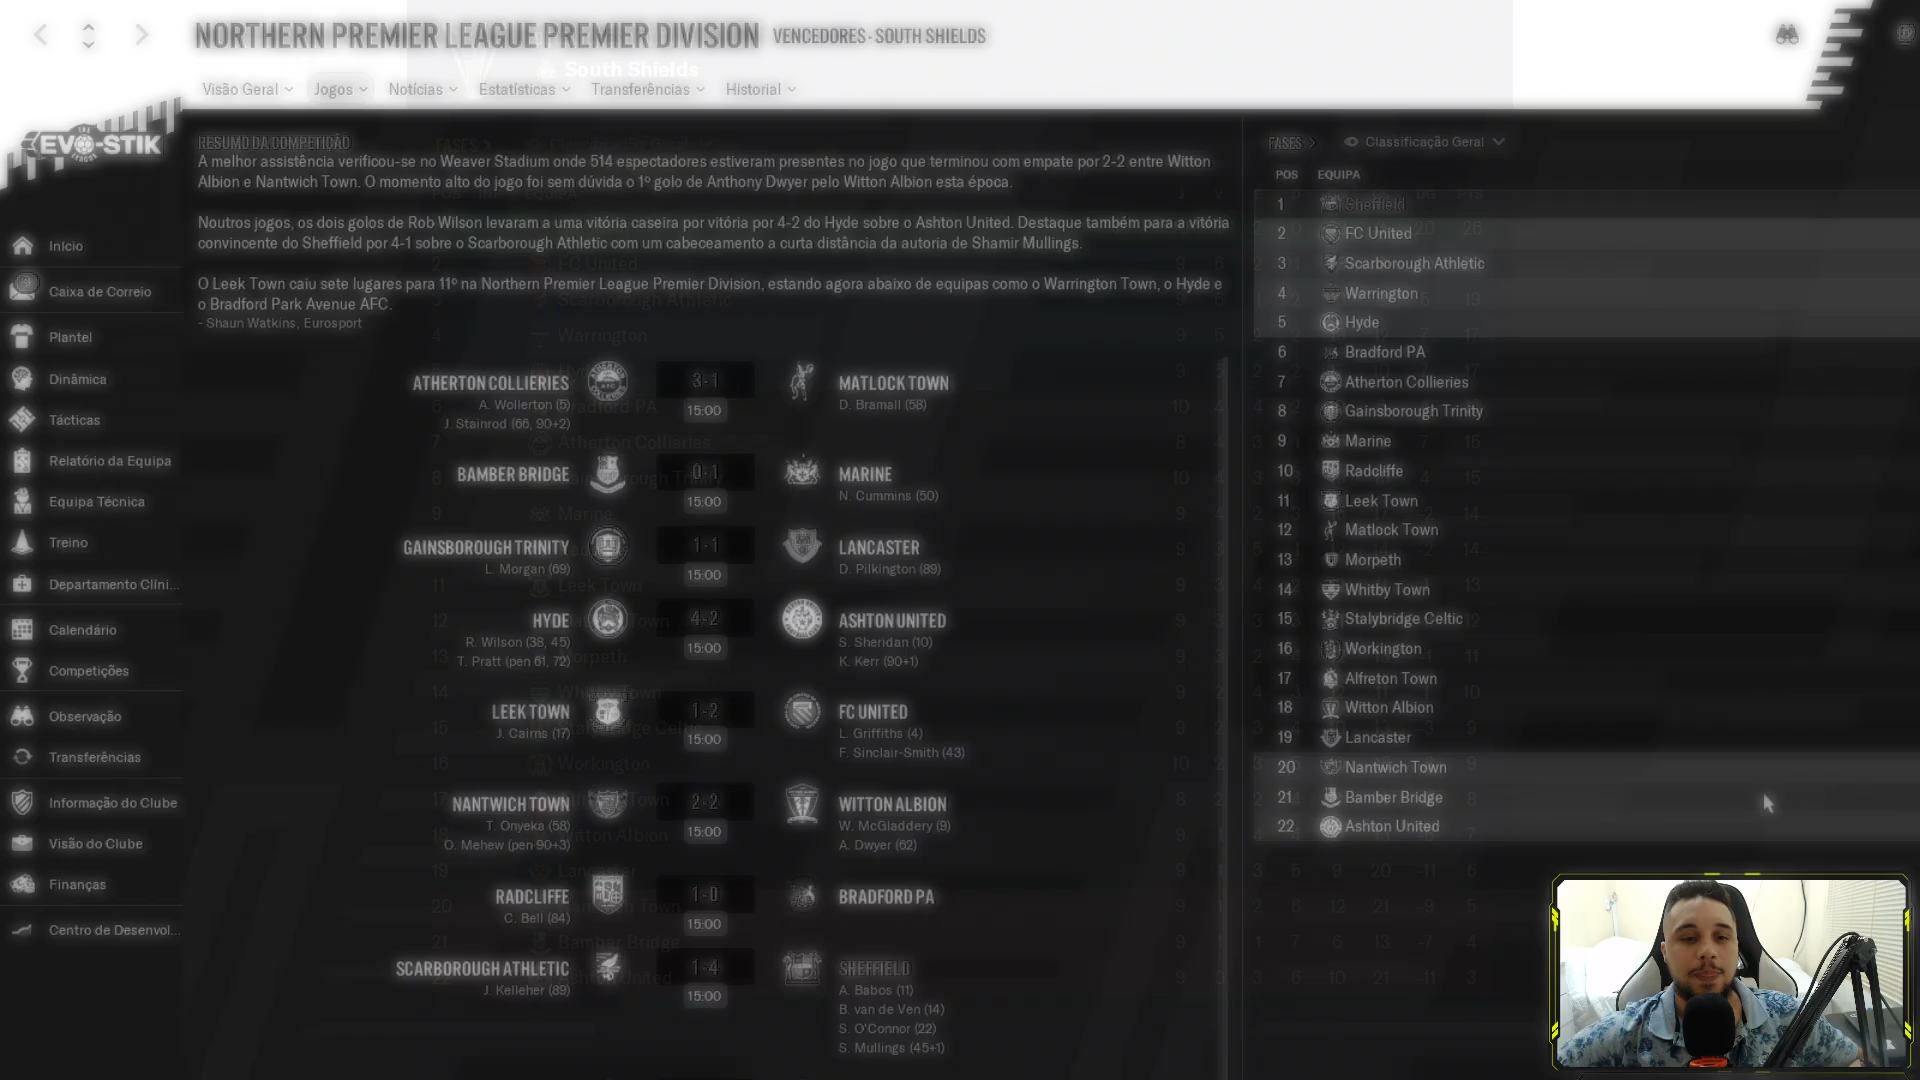 NORTHERN PREMIER LEAGUE PREMIER DIVISION VENCEDORES - SOUTH SHIELDS
South Shields
Visão Geral Jogos Notícias Estatísticas Transferências Historial
EVO-STIK
RESUMO DA COMPETIÇÃO
A melhor assistência verificou-se no Weaver Stadium onde 514 espectadores estiveram presentes no jogo que terminou com empate por 2-2 entre Witton
Albion e Nantwich Town. O momento alto do jogo foi sem dúvida o 1º golo de Anthony Dwyer pelo Witton Albion esta época.
Noutros jogos, os dois golos de Rob Wilson levaram a uma vitória caseira por vitória por 4-2 do Hyde sobre o Ashton United. Destaque também para a vitória
convincente do Sheffield por 4-1 sobre o Scarborough Athletic com um cabeceamento a curta distância da autoria de Shamir Mullings.
O Leek Town caiu sete lugares para 11º na Northern Premier League Premier Division, estando agora abaixo de equipas como o Warrington Town, o Hyde e
o Bradford Park Avenue AFC.
- Shaun Watkins, Eurosport
Início
Caixa de Correio
Plantel
Dinâmica
Tácticas
Relatório da Equipa
Equipa Técnica
Treino
Departamento Clíni...
Calendário
Competições
Observação
Transferências
Informação do Clube
Visão do Clube
Finanças
Centro de Desenvol...
ATHERTON COLLIERIES 3-1 MATLOCK TOWN
A. Wollerton (5) 15:00 D. Bramall (58)
J. Stainrod (66, 90+2)
BAMBER BRIDGE 0-1 MARINE
15:00 N. Cummins (50)
GAINSBOROUGH TRINITY 1-1 LANCASTER
L. Morgan (69) 15:00 D. Pilkington (89)
HYDE 4-2 ASHTON UNITED
R. Wilson (38, 45) 15:00 S. Sheridan (10)
T. Pratt (pen 61, 72) K. Kerr (90+1)
LEEK TOWN 1-2 FC UNITED
J. Cairns (17) 15:00 L. Griffiths (4)
F. Sinclair-Smith (43)
NANTWICH TOWN 2-2 WITTON ALBION
T. Onyeka (58) 15:00 W. McGladdery (9)
O. Mehew (pen 90+3) A. Dwyer (62)
RADCLIFFE 1-0 BRADFORD PA
C. Bell (84) 15:00
SCARBOROUGH ATHLETIC 1-4 SHEFFIELD
J. Kelleher (89) 15:00 A. Babos (11)
B. van de Ven (14)
S. O'Connor (22)
S. Mullings (45+1)
FASES Classificação Geral
POS EQUIPA
1 Sheffield
2 FC United
3 Scarborough Athletic
4 Warrington
5 Hyde
6 Bradford PA
7 Atherton Collieries
8 Gainsborough Trinity
9 Marine
10 Radcliffe
11 Leek Town
12 Matlock Town
13 Morpeth
14 Whitby Town
15 Stalybridge Celtic
16 Workington
17 Alfreton Town
18 Witton Albion
19 Lancaster
20 Nantwich Town
21 Bamber Bridge
22 Ashton United